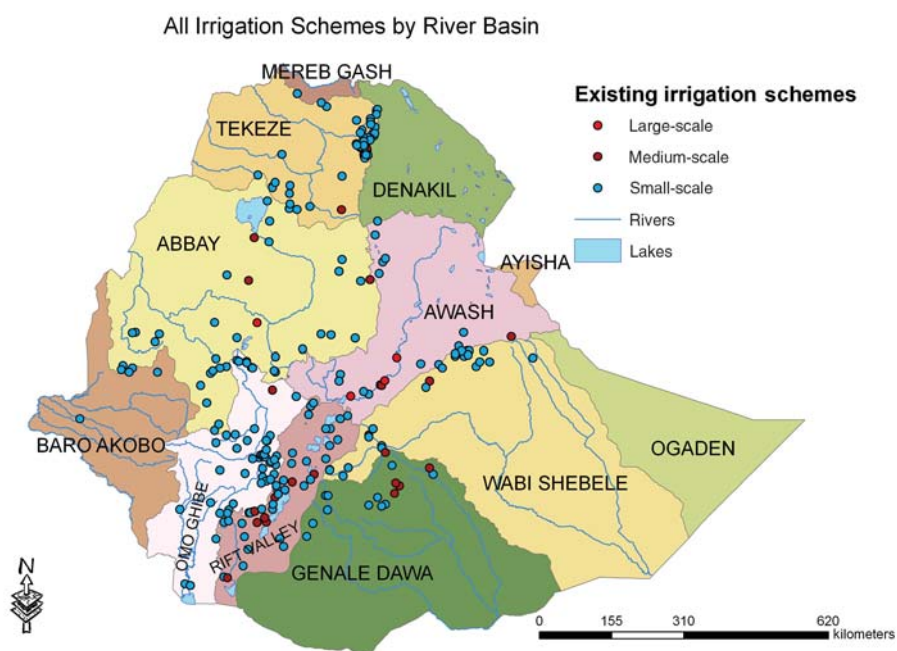 All Irrigation Schemes by River Basin
MEREB GASH
TEKEZE
DENAKIL
ABBAY
AYISHA
AWASH
BARO AKOBO
OGADEN
WABI SHEBELE
OMO GHIBE
RIFT VALLEY
GENALE DAWA
Existing irrigation schemes
Large-scale
Medium-scale
Small-scale
Rivers
Lakes
N
0 155 310 620
kilometers